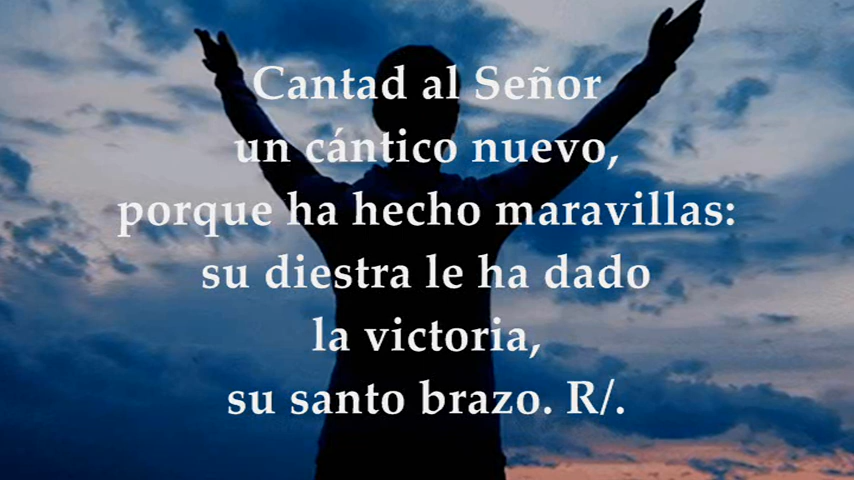 Cantad al Señor
un cántico nuevo,
porque ha hecho maravillas:
su diestra le ha dado
la victoria,
su santo brazo. R/.